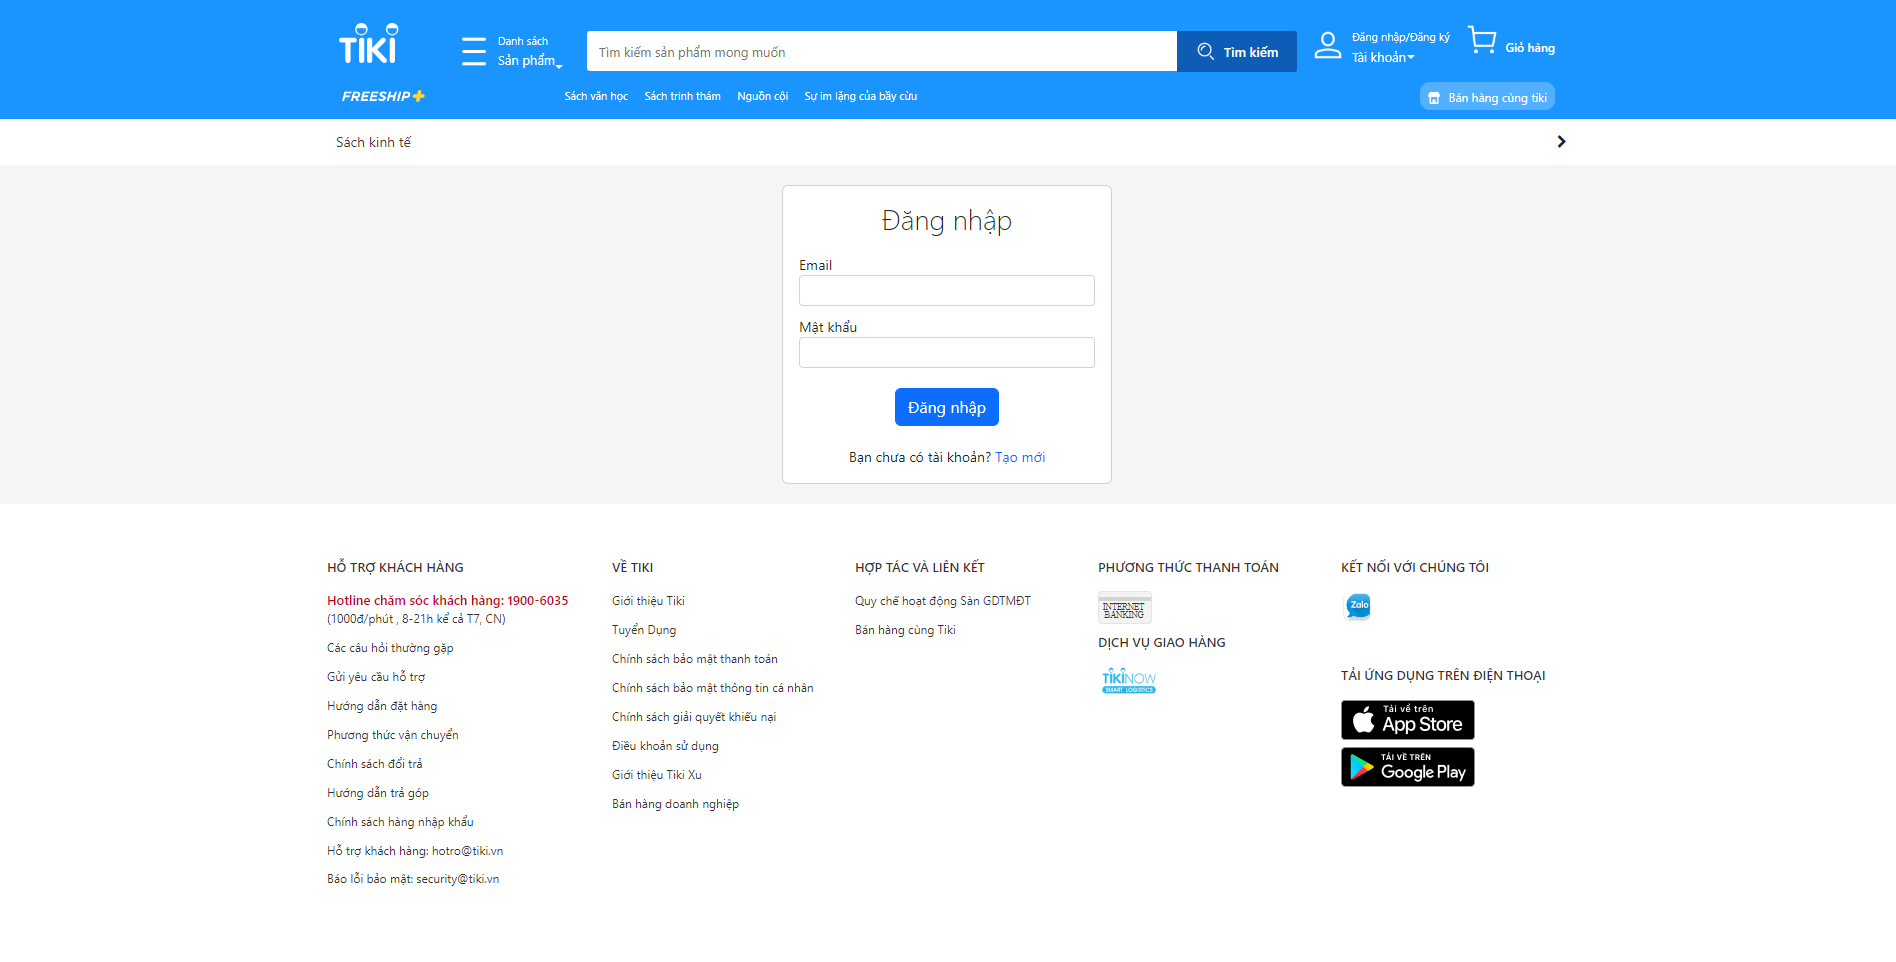 TIKI
Danh sách
Sản phẩm
Tìm kiếm sản phẩm mong muốn
Tìm kiếm
Đăng nhập/Đăng ký
Tài khoản
Giỏ hàng
FREESHIP+
Sách văn học
Sách trinh thám
Nguồn cội
Sự im lặng của bầy cừu
Bán hàng cùng tiki
Sách kinh tế
Đăng nhập
Email
Mật khẩu
Đăng nhập
Bạn chưa có tài khoản? Tạo mới
HỖ TRỢ KHÁCH HÀNG
Hotline chăm sóc khách hàng: 1900-6035
(1000đ/phút , 8-21h kể cả T7, CN)
Các câu hỏi thường gặp
Gửi yêu cầu hỗ trợ
Hướng dẫn đặt hàng
Phương thức vận chuyển
Chính sách đổi trả
Hướng dẫn trả góp
Chính sách hàng nhập khẩu
Hỗ trợ khách hàng: hotro@tiki.vn
Báo lỗi bảo mật: security@tiki.vn
VỀ TIKI
Giới thiệu Tiki
Tuyển Dụng
Chính sách bảo mật thanh toán
Chính sách bảo mật thông tin cá nhân
Chính sách giải quyết khiếu nại
Điều khoản sử dụng
Giới thiệu Tiki Xu
Bán hàng doanh nghiệp
HỢP TÁC VÀ LIÊN KẾT
Quy chế hoạt động Sàn GDTMĐT
Bán hàng cùng Tiki
PHƯƠNG THỨC THANH TOÁN
INTERNET
BANKING
DỊCH VỤ GIAO HÀNG
TIKINOW
SMART LOGISTICS
KẾT NỐI VỚI CHÚNG TÔI
Zalo
TẢI ỨNG DỤNG TRÊN ĐIỆN THOẠI
Tải về trên
App Store
TẢI VỀ TRÊN
Google Play